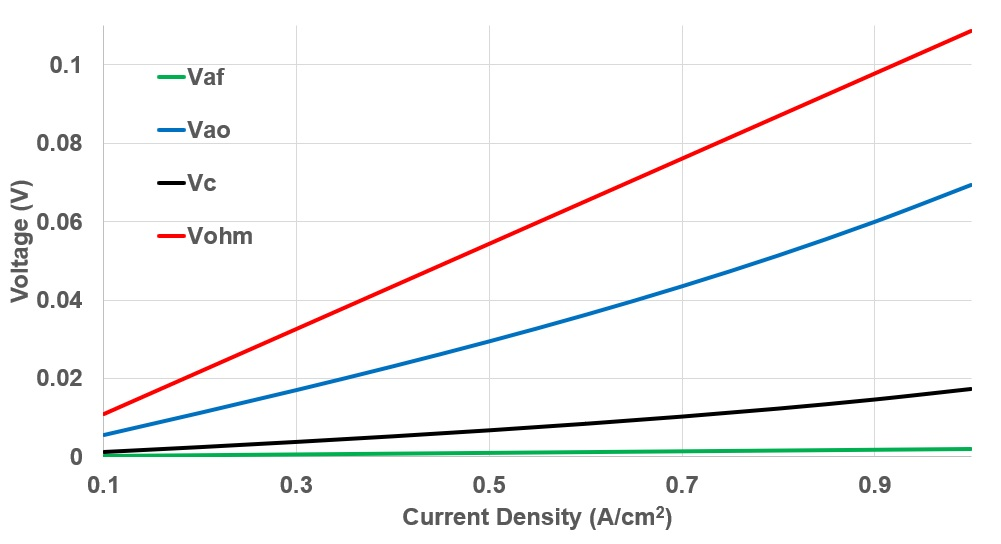 0.1
0.08
0.06
0.04
0.02
0
Voltage (V)
Vaf
Vao
Vc
Vohm
0.1 0.3 0.5 0.7 0.9
Current Density (A/cm²)